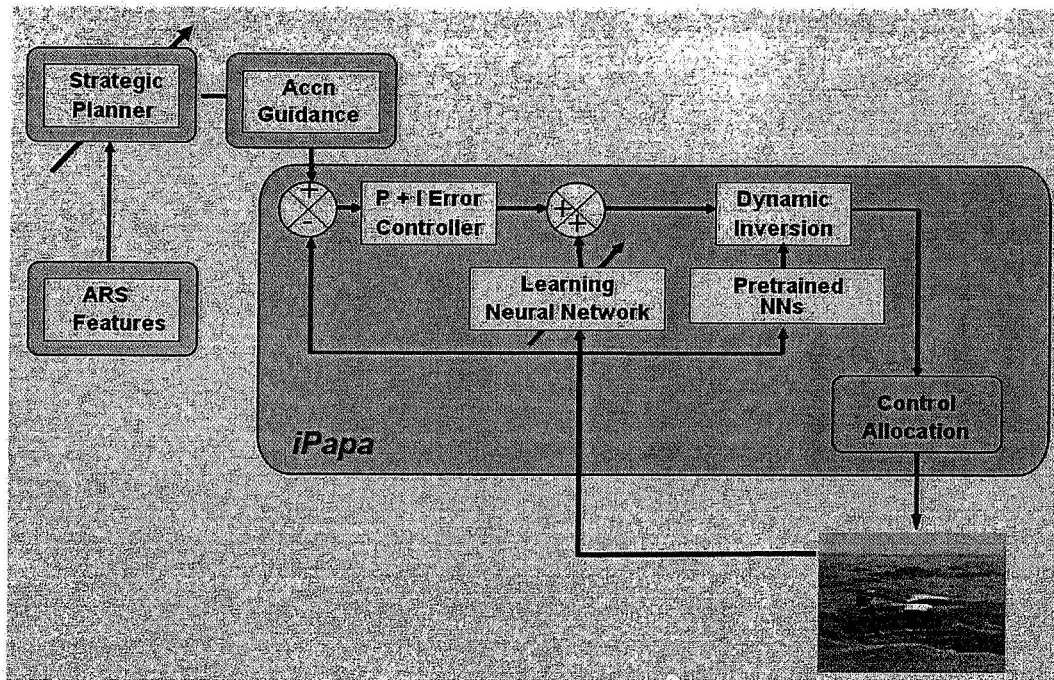 Strategic
Planner
Accn
Guidance
ARS
Features
+
-
P + I Error
Controller
+
+
Dynamic
Inversion
Learning
Neural Network
Pretrained
NNs
Control
Allocation
iPapa